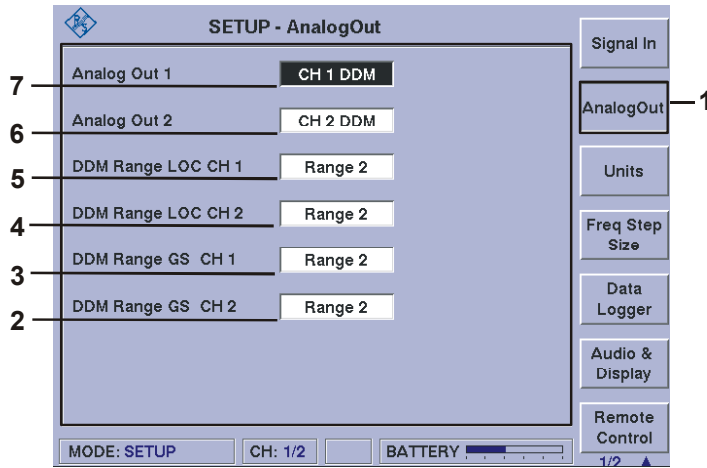 SETUP - AnalogOut
Signal In
7 Analog Out 1 CH 1 DDM
AnalogOut 1
6 Analog Out 2 CH 2 DDM
5 DDM Range LOC CH 1 Range 2
Units
4 DDM Range LOC CH 2 Range 2
Freq Step
Size
3 DDM Range GS CH 1 Range 2
2 DDM Range GS CH 2 Range 2
Data
Logger
Audio &
Display
Remote
Control
MODE: SETUP CH: 1/2 BATTERY
1/2